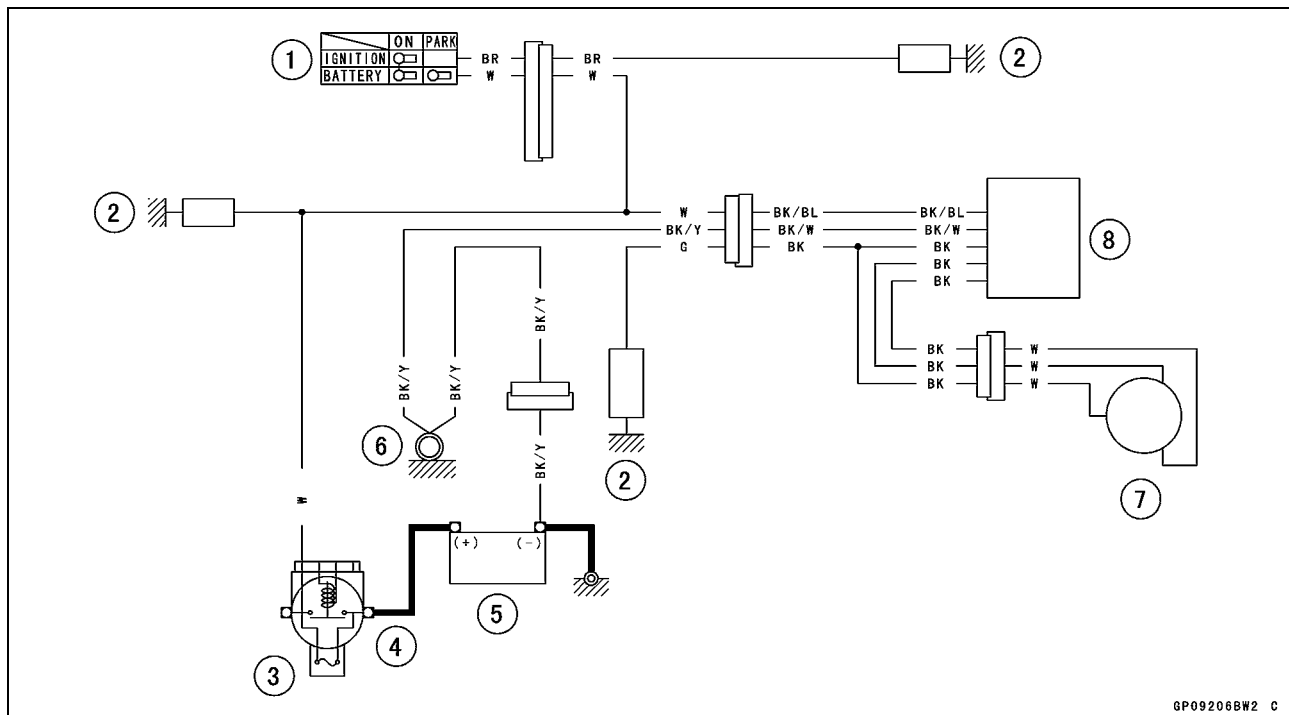 ON PARK
1 IGNITION BR BR 2
BATTERY W W
2 W BK/BL BK/BL
BK/Y BK/W BK/W 8
G BK BK
BK
BK
BK/Y
BK W
BK/Y BK/Y BK W
BK W
6
BK/Y
2
W 7
(+) (-)
5
4
3
GP09206BW2 C